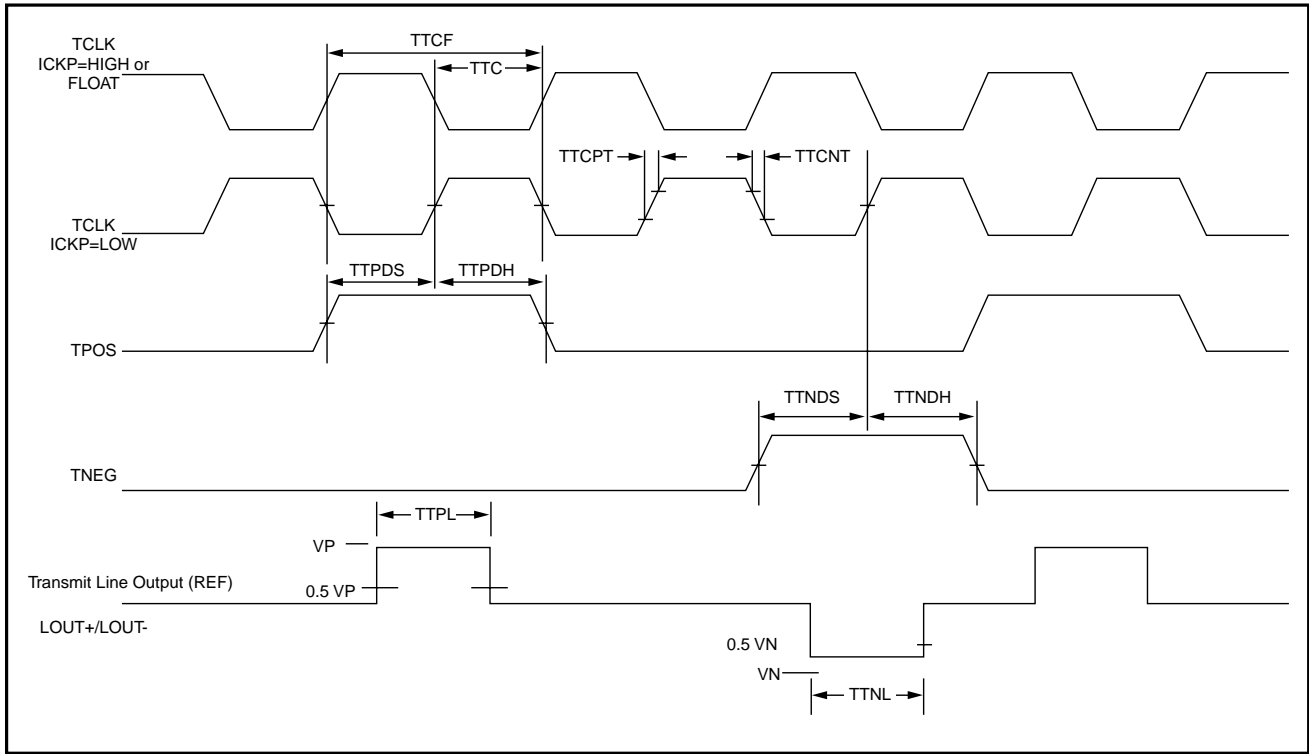 TCLK
ICKP=HIGH or
FLOAT
TTCF
TTC
TTCPT
TTCNT
TCLK
ICKP=LOW
TTPDS
TTPDH
TPOS
TTNDS
TTNDH
TNEG
TTPL
VP
Transmit Line Output (REF)
0.5 VP
LOUT+/LOUT-
0.5 VN
VN
TTNL